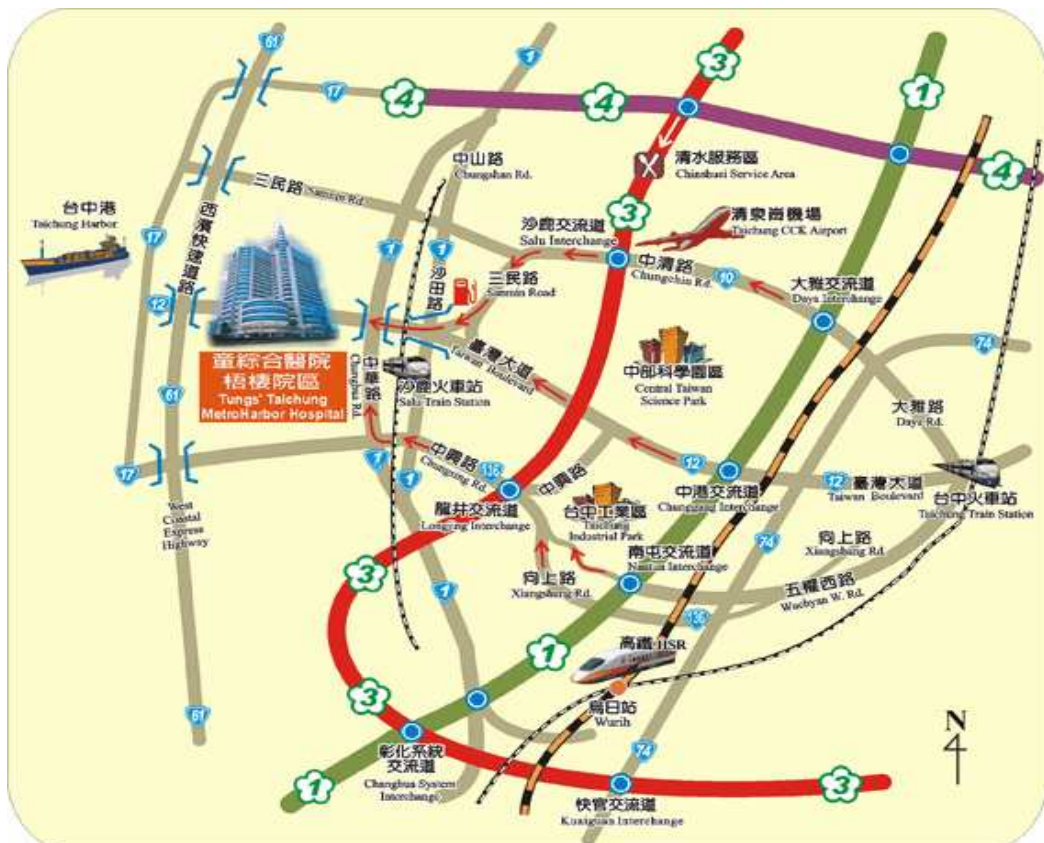 61
1
3
1
17
4
4
4
中山路
Chungshan Rd.
清水服務區
Chinshuei Service Area
三民路 Sanmin Rd.
台中港
Taichung Harbor
17
西濱快速道路
沙鹿交流道
Salu Interchange
3
清泉崗機場
Taichung CCK Airport
1
1
沙田路
三民路
Sanmin Road
中清路
Chungchin Rd.
10
大雅交流道
Daya Interchange
12
童綜合醫院
梧棲院區
Tungs' Taichung
MetroHarbor Hospital
中華路
Chunghua Rd.
臺灣大道
Taiwan Boulevard
沙鹿火車站
Salu Train Station
中部科學園區
Central Taiwan
Science Park
74
大雅路
Daya Rd.
61
17
1
1
中興路
Chungsing Rd.
136
中興路
12
中港交流道
Chunggang Interchange
12
臺灣大道
Taiwan Boulevard
台中火車站
Taichung Train Station
West
Coastal
Express
Highway
龍井交流道
Longjing Interchange
台中工業區
Taichung
Industrial Park
南屯交流道
Nantun Interchange
74
向上路
Xiangshang Rd.
3
1
向上路
Xiangshang Rd.
五權西路
Wuchyan W. Rd.
136
1
高鐵 HSR
烏日站
Wurih
3
61
彰化系統
交流道
Changhua System
Interchange
1
74
快官交流道
Kuaiguan Interchange
3
N